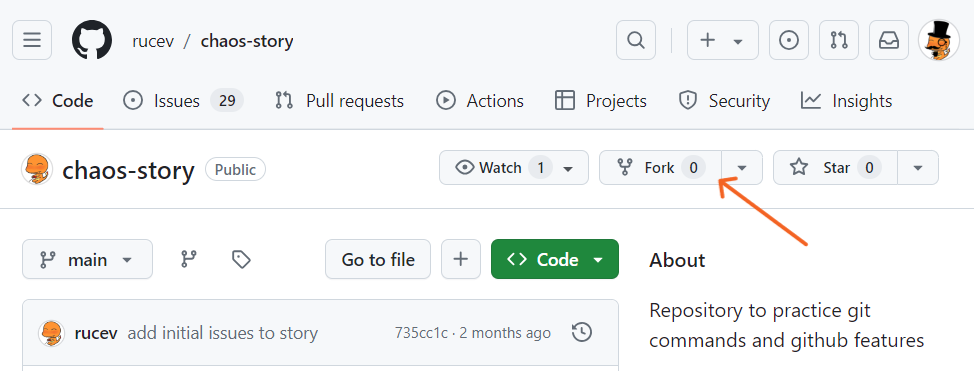 rucev / chaos-story
Code Issues 29 Pull requests Actions Projects Security Insights
chaos-story Public Watch 1 Fork 0 Star 0
main Go to file Code
About
rucev add initial issues to story 735cc1c · 2 months ago
Repository to practice git
commands and github features